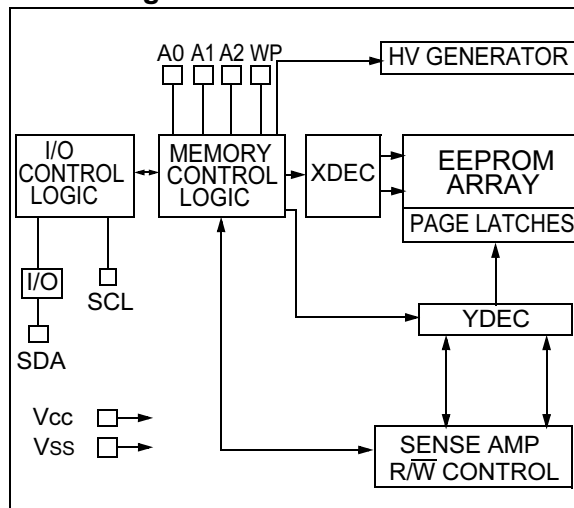 A0 A1 A2 WP
HV GENERATOR
I/O
CONTROL
LOGIC
MEMORY
CONTROL
LOGIC
XDEC
EEPROM
ARRAY
PAGE LATCHES
I/O
SCL
SDA
YDEC
Vcc
Vss
SENSE AMP
R/W̅ CONTROL